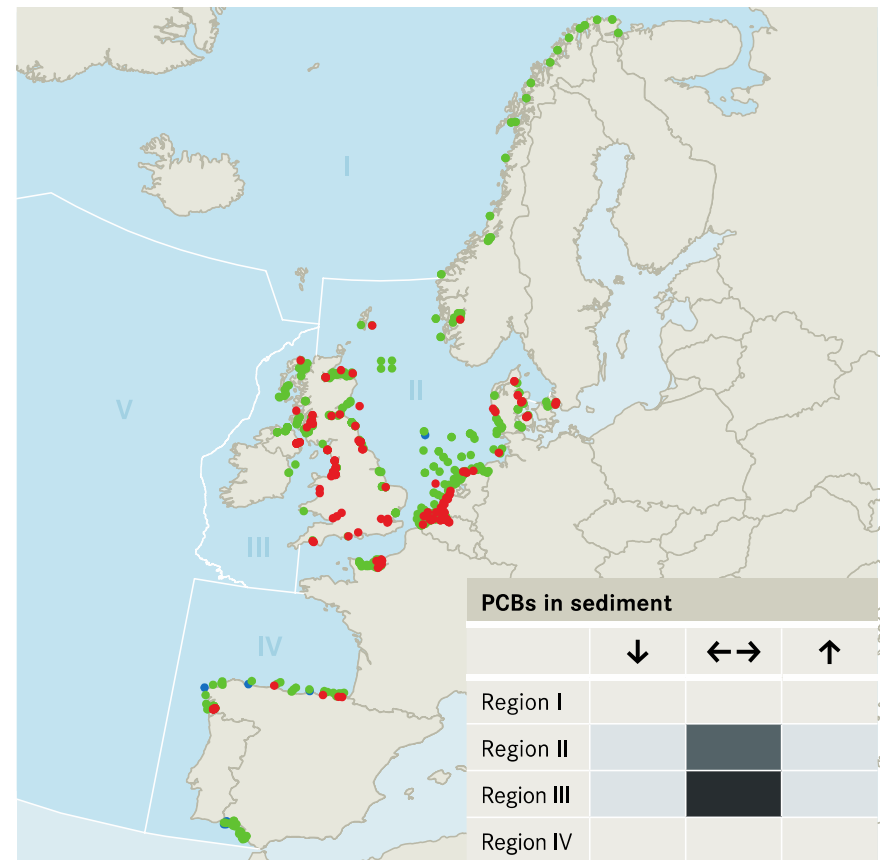 I
II
V
III
IV
PCBs in sediment
↓ ←→ ↑
Region I
Region II
Region III
Region IV